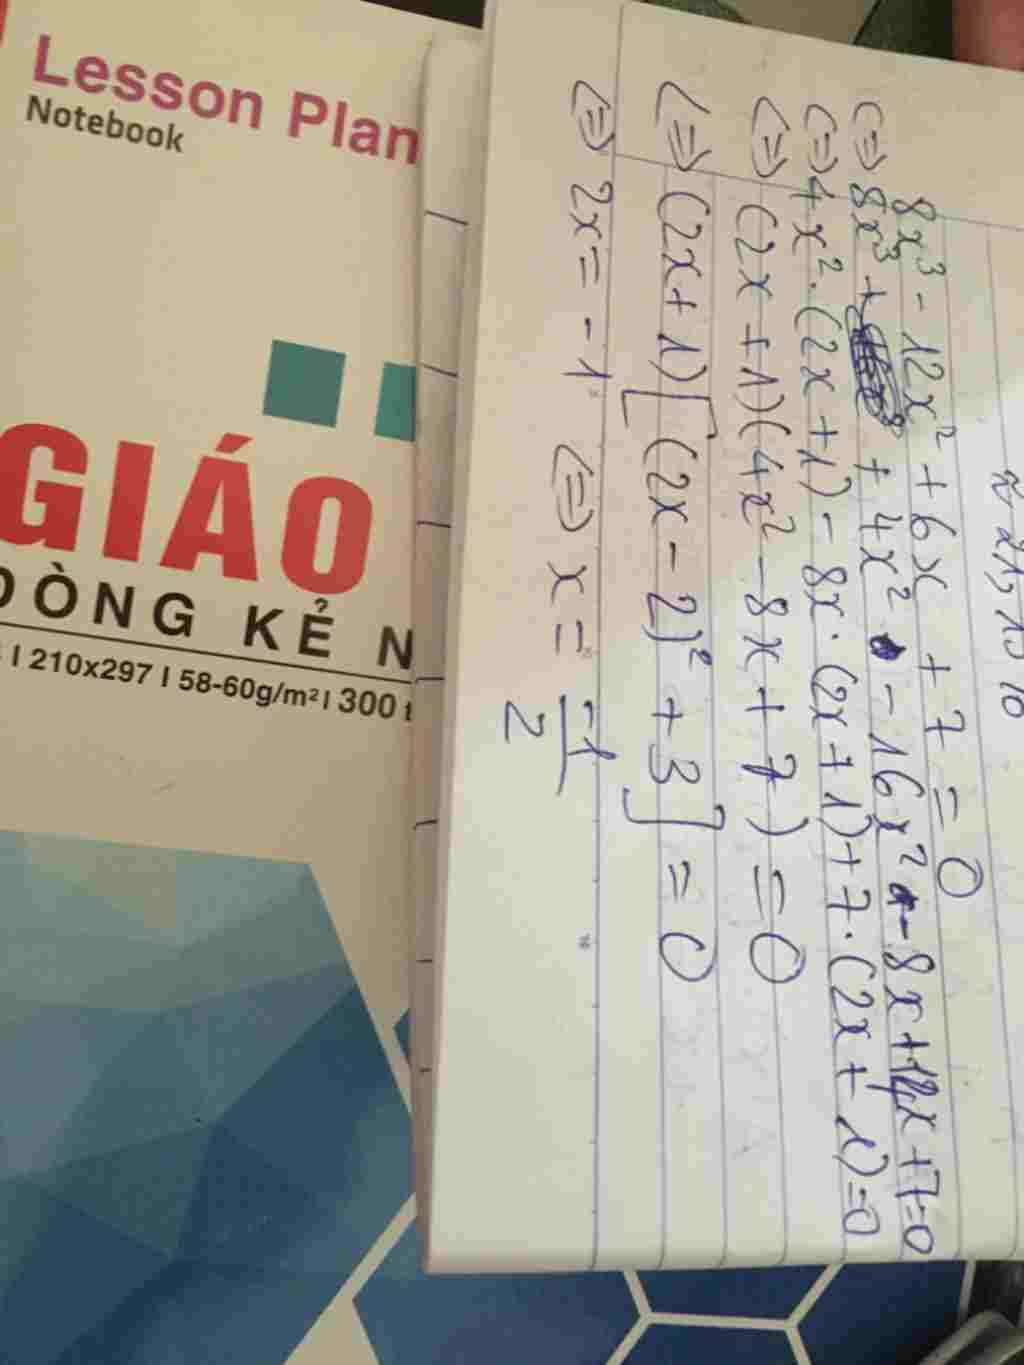 Lesson Plan
Notebook
GIÁO
DÒNG KẺ N
I 210x297 I 58-60g/m² I 300 t
8x³ - 12x² + 6x + 7 = 0
<=> 8x³ + + 4x² - 16x² - 8x + 14x + 7 = 0
<=> 4x² . (2x + 1) - 8x . (2x + 1) + 7 . (2x + 1) = 0
<=> (2x + 1)(4x² - 8x + 7) = 0
<=> (2x + 1)[(2x - 2)² + 3] = 0
<=> 2x = -1 <=> x = -1/2